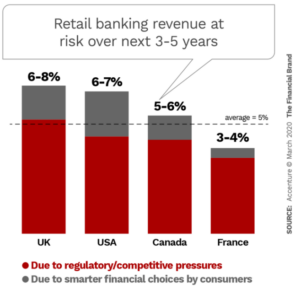 Retail banking revenue at
risk over next 3-5 years
6-8%
6-7%
5-6%
average = 5%
3-4%
UK
USA
Canada
France
Due to regulatory/competitive pressures
Due to smarter financial choices by consumers
SOURCE: Accenture © March 2020 The Financial Brand